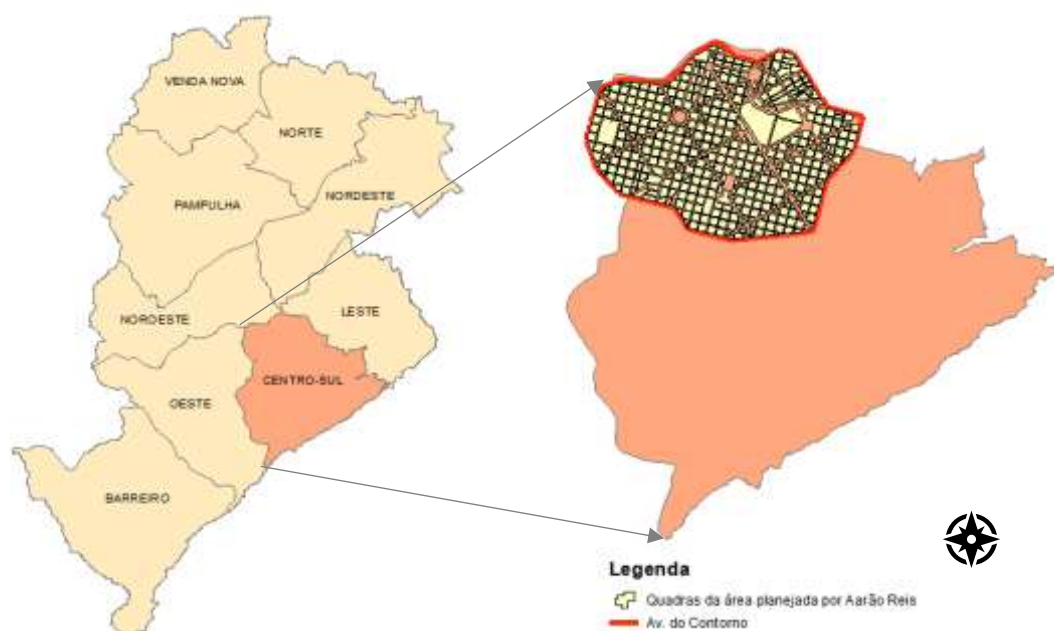 VENDA NOVA
NORTE
NORDESTE
PAMPULHA
NOROESTE
LESTE
CENTRO-SUL
OESTE
BARREIRO
Legenda
Quadras da área planejada por Aarão Reis
Av. do Contorno